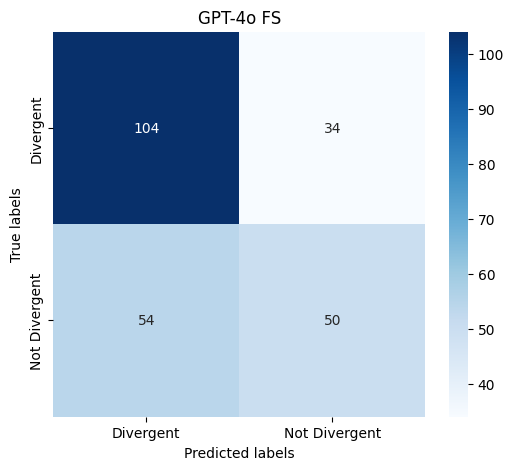 GPT-4o FS
True labels
Divergent
Not Divergent
104
34
54
50
Divergent
Not Divergent
Predicted labels
100
90
80
70
60
50
40